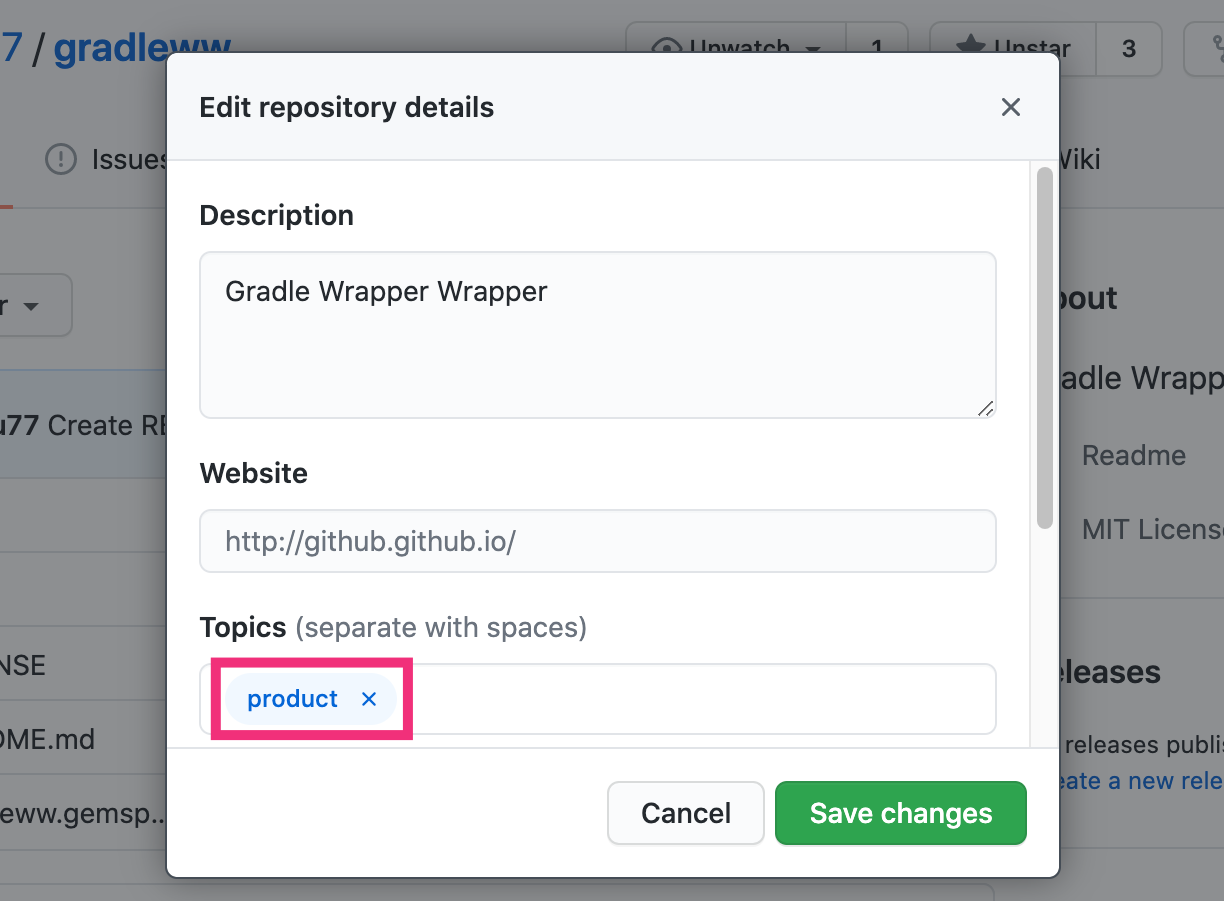 7 / gradleww
Unwatch 1 Unstar 3
Issues
Wiki
Edit repository details
Description
Gradle Wrapper Wrapper
Website
http://github.github.io/
Topics (separate with spaces)
product
Cancel
Save changes
u77 Create RE
NSE
OME.md
eww.gemsp...
bout
adle Wrapp
Readme
MIT License
eleases
releases publis
eate a new rele